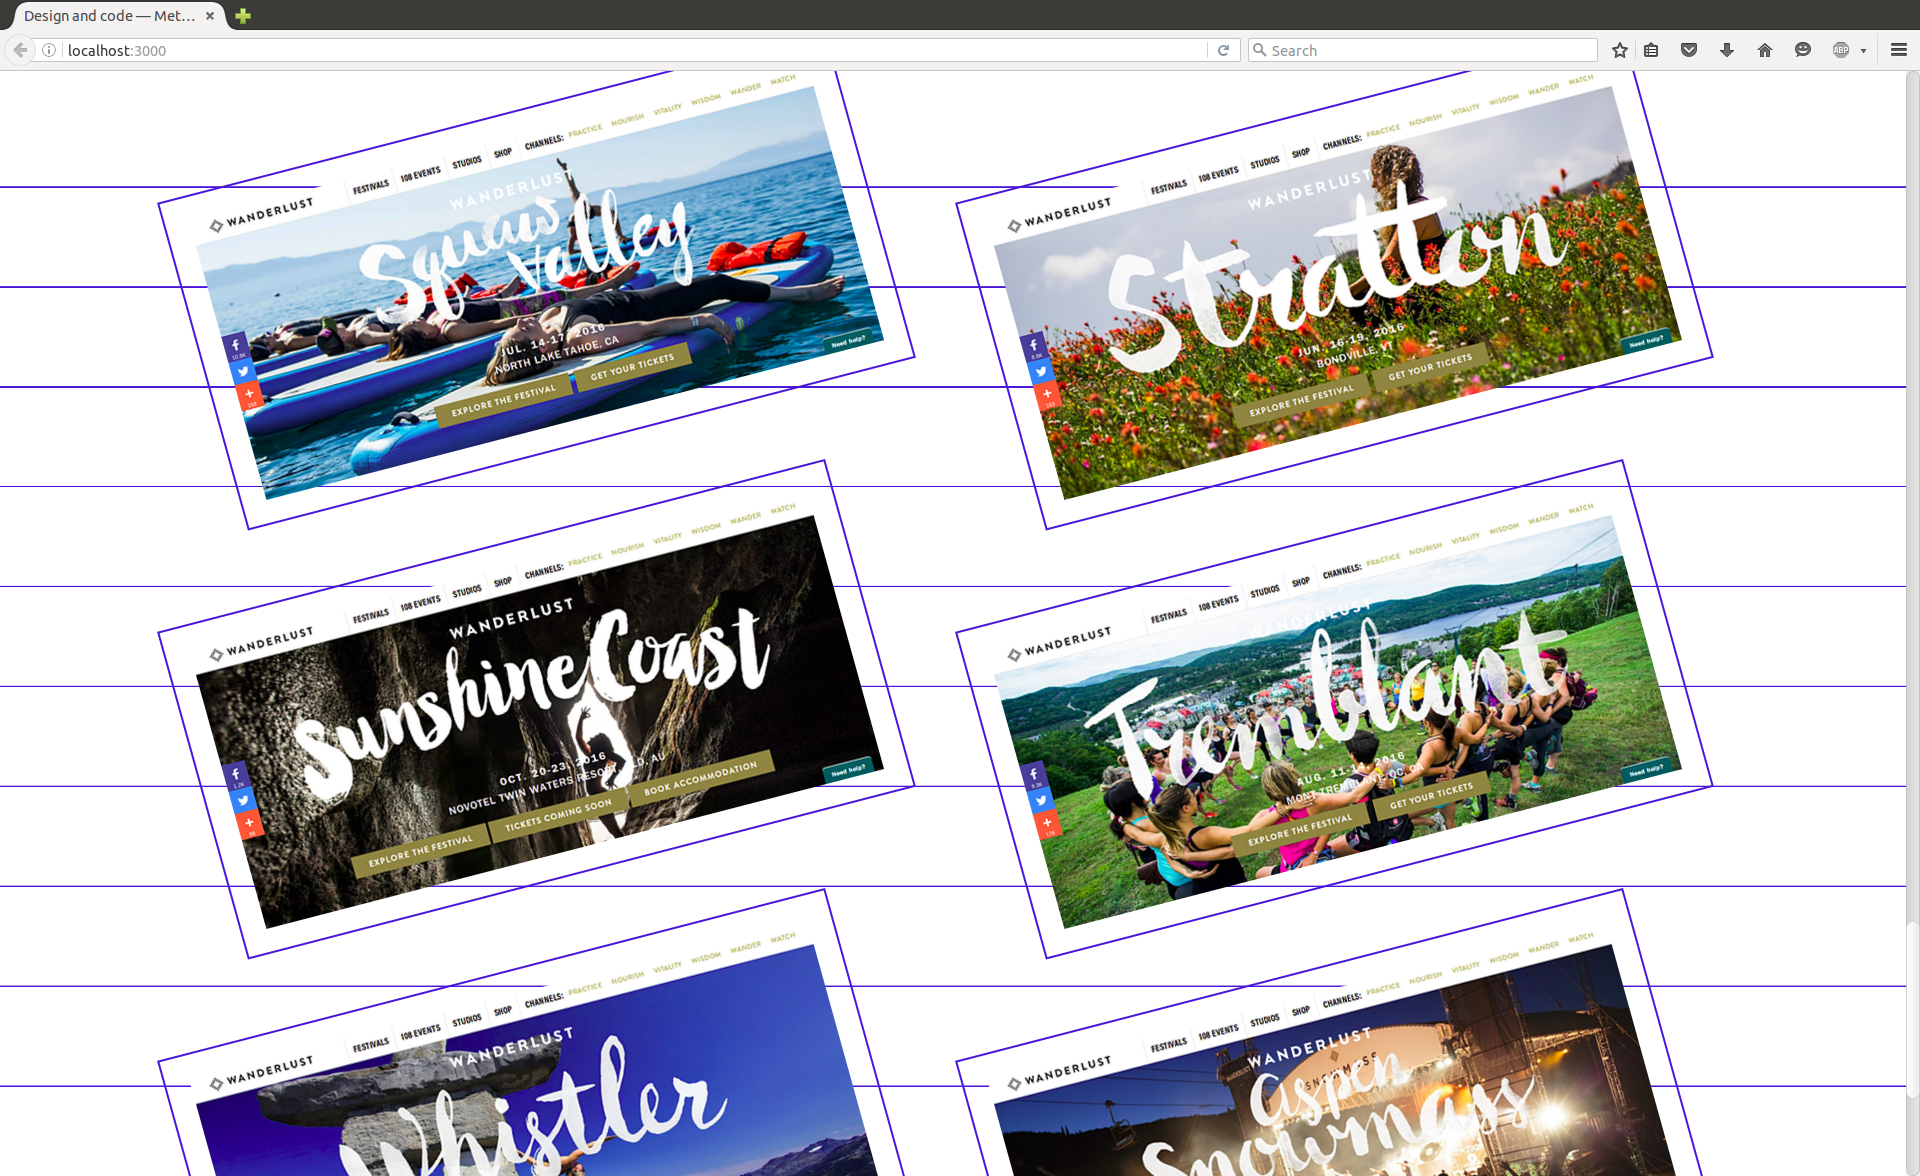 Design and code — Met...
localhost:3000
Search
ABP
WANDERLUST
FESTIVALS
108 EVENTS
STUDIOS
SHOP
CHANNELS:
PRACTICE
NOURISH
VITALITY
WISDOM
WANDER
WATCH
WANDERLUST
Squaw
Valley
JUL. 14-17, 2016
NORTH LAKE TAHOE, CA
EXPLORE THE FESTIVAL
GET YOUR TICKETS
Need help?
10.8K
WANDERLUST
FESTIVALS
108 EVENTS
STUDIOS
SHOP
CHANNELS:
PRACTICE
NOURISH
VITALITY
WISDOM
WANDER
WATCH
WANDERLUST
Stratton
JUN. 16-19, 2016
BONDVILLE, VT
EXPLORE THE FESTIVAL
GET YOUR TICKETS
Need help?
WANDERLUST
FESTIVALS
108 EVENTS
STUDIOS
SHOP
CHANNELS:
PRACTICE
NOURISH
VITALITY
WISDOM
WANDER
WATCH
WANDERLUST
Sunshine Coast
OCT. 20-23, 2016
NOVOTEL TWIN WATERS RESORT, QLD, AU
EXPLORE THE FESTIVAL
TICKETS COMING SOON
BOOK ACCOMMODATION
Need help?
1.2K
WANDERLUST
FESTIVALS
108 EVENTS
STUDIOS
SHOP
CHANNELS:
PRACTICE
NOURISH
VITALITY
WISDOM
WANDER
WATCH
WANDERLUST
Tremblant
AUG. 11-14, 2016
MONT TREMBLANT, QC, CA
EXPLORE THE FESTIVAL
GET YOUR TICKETS
Need help?
WANDERLUST
FESTIVALS
108 EVENTS
STUDIOS
SHOP
CHANNELS:
PRACTICE
NOURISH
VITALITY
WISDOM
WANDER
WATCH
WANDERLUST
Whistler
WANDERLUST
FESTIVALS
108 EVENTS
STUDIOS
SHOP
CHANNELS:
PRACTICE
NOURISH
VITALITY
WISDOM
WANDER
WATCH
WANDERLUST
Aspen
Snowmass